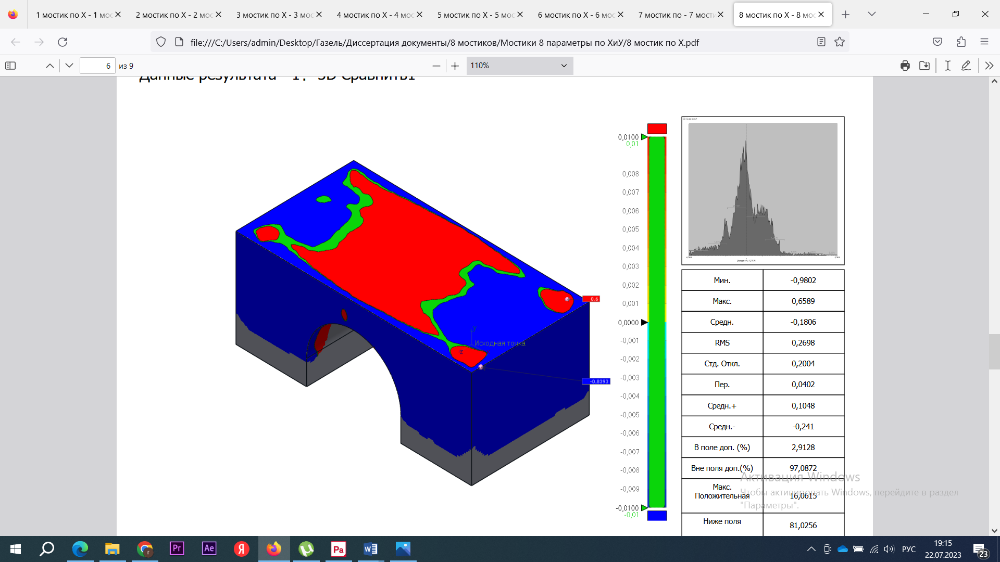 1 мостик по X - 1 мос
2 мостик по X - 2 мос
3 мостик по X - 3 мос
4 мостик по X - 4 мос
5 мостик по X - 5 мос
6 мостик по X - 6 мос
7 мостик по - 7 мости
8 мостик по X - 8 мос
file:///C:/Users/admin/Desktop/Газель/Диссертация документы/8 мостиков/Мостики 8 параметры по ХиУ/8 мостик по X.pdf
6 из 9
110%
Данные результата - 1: 3D Сравнить1
0,0100
0,01
0,008
0,007
0,006
0,005
0,004
0,003
0,002
0,001
0,0000
-0,001
-0,002
-0,003
-0,004
-0,005
-0,006
-0,007
-0,008
-0,009
-0,0100
-0,01
0,6
-0,8393
Y
Z
Исходная точка
Мин. -0,9802
Макс. 0,6589
Средн. -0,1806
RMS 0,2698
Стд. Откл. 0,2004
Пер. 0,0402
Средн.+ 0,1048
Средн.- -0,241
В поле доп. (%) 2,9128
Вне поля доп.(%) 97,0872
Макс.
Положительная 16,0615
Ниже поля 81,0256
Активация Windows
Чтобы активировать Windows, перейдите в раздел
"Параметры".
Pr
Ae
Я
Pa
W
РУС
19:15
22.07.2023
23